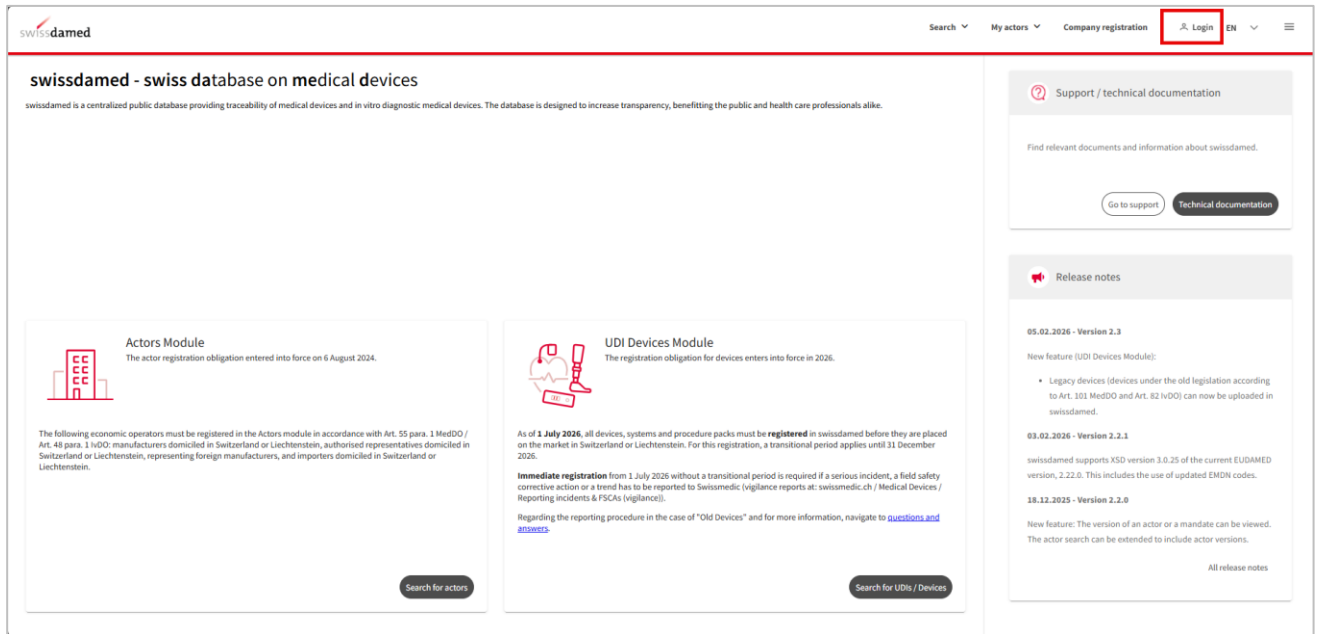 swissdamed
Search
My actors
Company registration
Login
EN
swissdamed - swiss database on medical devices
swissdamed is a centralized public database providing traceability of medical devices and in vitro diagnostic medical devices. The database is designed to increase transparency, benefitting the public and health care professionals alike.
Actors Module
The actor registration obligation entered into force on 6 August 2024.
The following economic operators must be registered in the Actors module in accordance with Art. 55 para. 1 MedDO /
Art. 48 para. 1 IvDO: manufacturers domiciled in Switzerland or Liechtenstein, authorised representatives domiciled in
Switzerland or Liechtenstein, representing foreign manufacturers, and importers domiciled in Switzerland or
Liechtenstein.
Search for actors
UDI Devices Module
The registration obligation for devices enters into force in 2026.
As of 1 July 2026, all devices, systems and procedure packs must be registered in swissdamed before they are placed
on the market in Switzerland or Liechtenstein. For this registration, a transitional period applies until 31 December
2026.
Immediate registration from 1 July 2026 without a transitional period is required if a serious incident, a field safety
corrective action or a trend has to be reported to Swissmedic (vigilance reports at: swissmedic.ch / Medical Devices /
Reporting incidents & FSCAs (vigilance)).
Regarding the reporting procedure in the case of "Old Devices" and for more information, navigate to questions and
answers.
Search for UDIs / Devices
Support / technical documentation
Find relevant documents and information about swissdamed.
Go to support
Technical documentation
Release notes
05.02.2026 - Version 2.3
New feature (UDI Devices Module):
• Legacy devices (devices under the old legislation according
to Art. 101 MedDO and Art. 82 IvDO) can now be uploaded in
swissdamed.
03.02.2026 - Version 2.2.1
swissdamed supports XSD version 3.0.25 of the current EUDAMED
version, 2.22.0. This includes the use of updated EMDN codes.
18.12.2025 - Version 2.2.0
New feature: The version of an actor or a mandate can be viewed.
The actor search can be extended to include actor versions.
All release notes